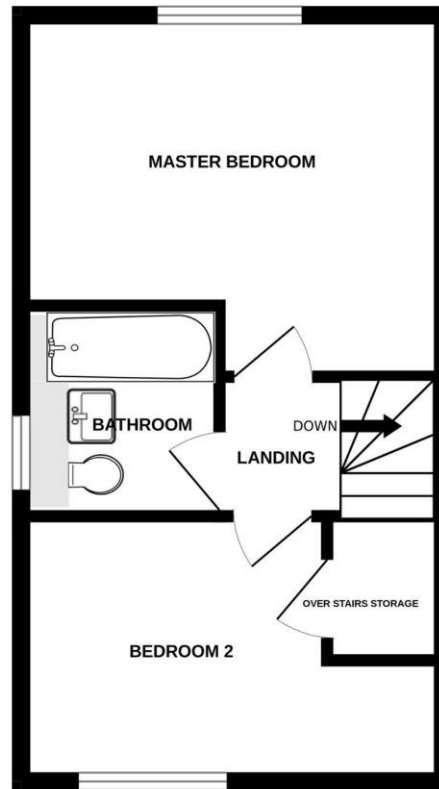 MASTER BEDROOM
BATHROOM
DOWN
LANDING
OVER STAIRS STORAGE
BEDROOM 2